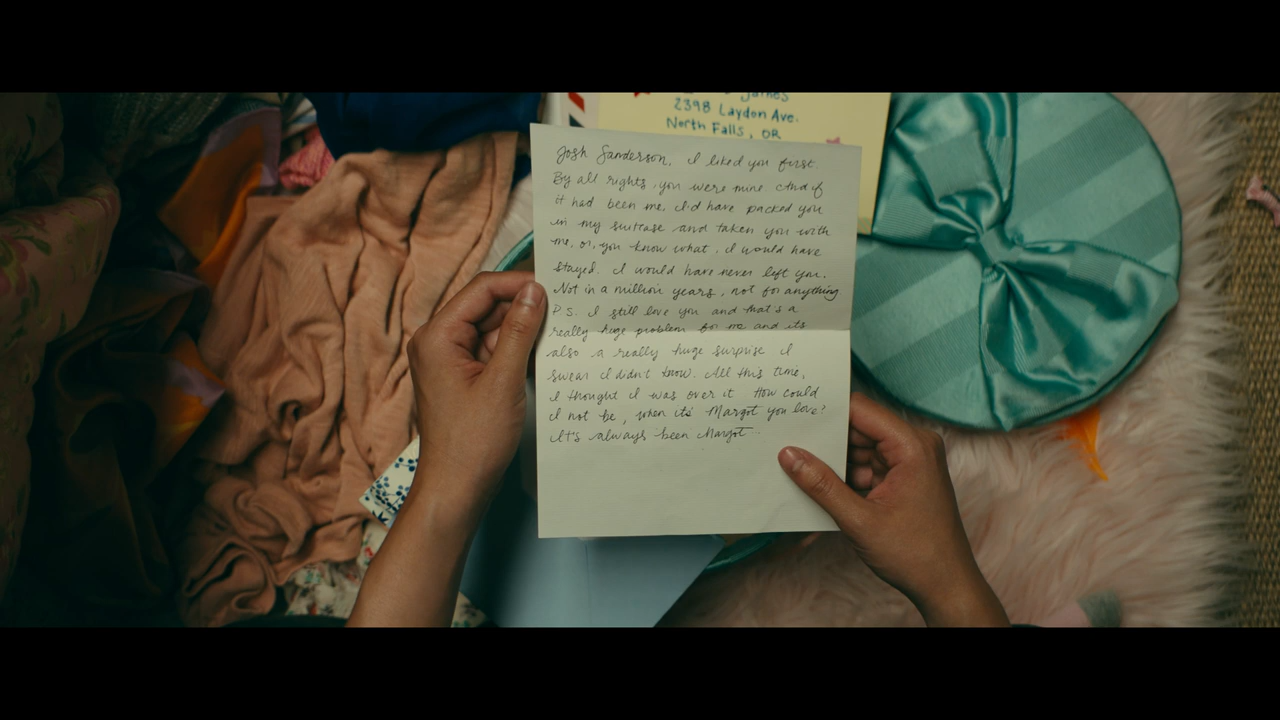 James
2398 Laydon Ave.
North Falls, OR
Josh Sanderson, I liked you first.
By all rights, you were mine. And if
it had been me, I'd have packed you
in my suitcase and taken you with
me, or, you know what, I would have
stayed. I would have never left you.
Not in a million years, not for anything.
P.S. I still love you and that's a
really huge problem for me and its
also a really huge surprise I
swear I didn't know. All this time,
I thought I was over it How could
I not be, when its Margot you love?
It's always been Margot...